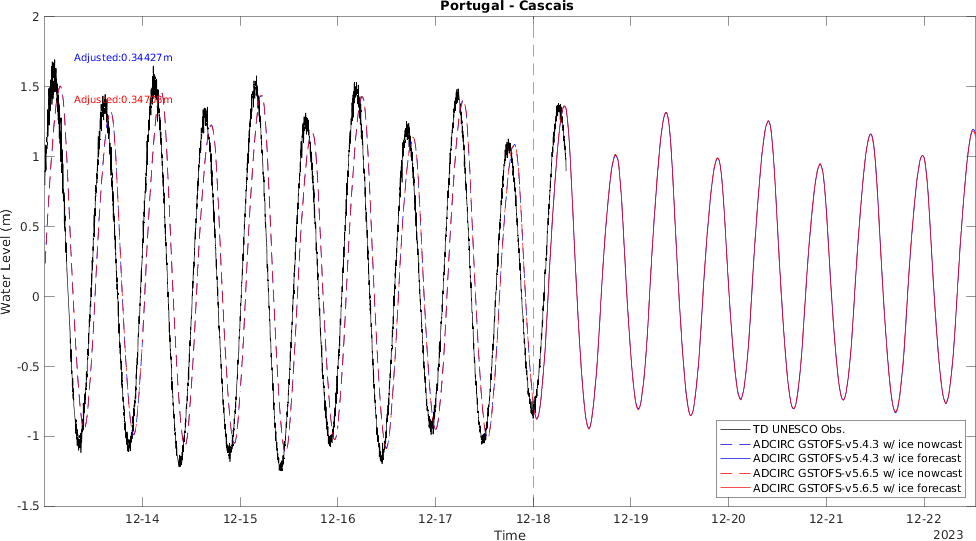 Portugal - Cascais
Water Level (m)
2
1.5
1
0.5
0
-0.5
-1
-1.5
Adjusted:0.34427m
12-14
12-15
12-16
12-17
12-18
12-19
12-20
12-21
12-22
Time
2023
TD UNESCO Obs.
ADCIRC GSTOFS-v5.4.3 w/ ice nowcast
ADCIRC GSTOFS-v5.4.3 w/ ice forecast
ADCIRC GSTOFS-v5.6.5 w/ ice nowcast
ADCIRC GSTOFS-v5.6.5 w/ ice forecast